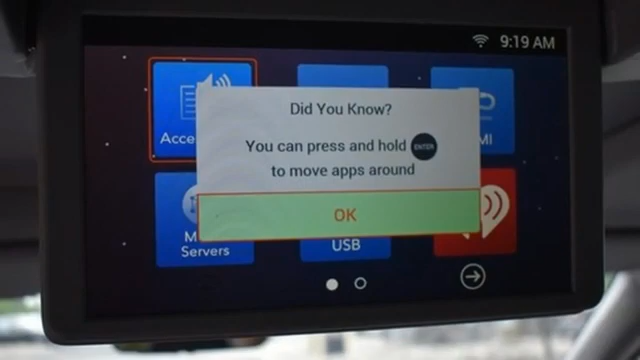 9:19 AM
Did You Know?
You can press and hold ENTER
to move apps around
OK
Servers
USB